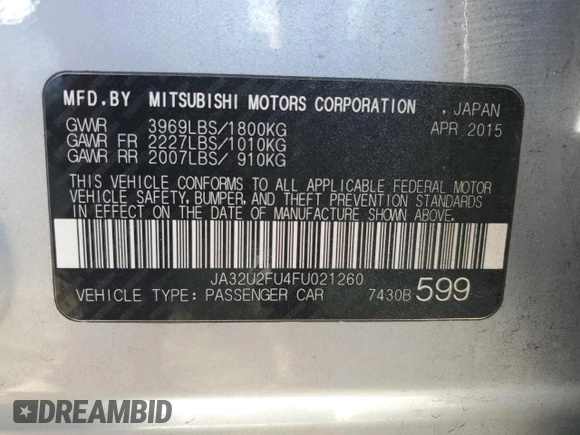 MFD.BY MITSUBISHI MOTORS CORPORATION , JAPAN
GVWR 3969LBS/1800KG APR 2015
GAWR FR 2227LBS/1010KG
GAWR RR 2007LBS/ 910KG
THIS VEHICLE CONFORMS TO ALL APPLICABLE FEDERAL MOTOR
VEHICLE SAFETY, BUMPER, AND THEFT PREVENTION STANDARDS
IN EFFECT ON THE DATE OF MANUFACTURE SHOWN ABOVE.
JA32U2FU4FU021260
VEHICLE TYPE: PASSENGER CAR 7430B 599
DREAMBID